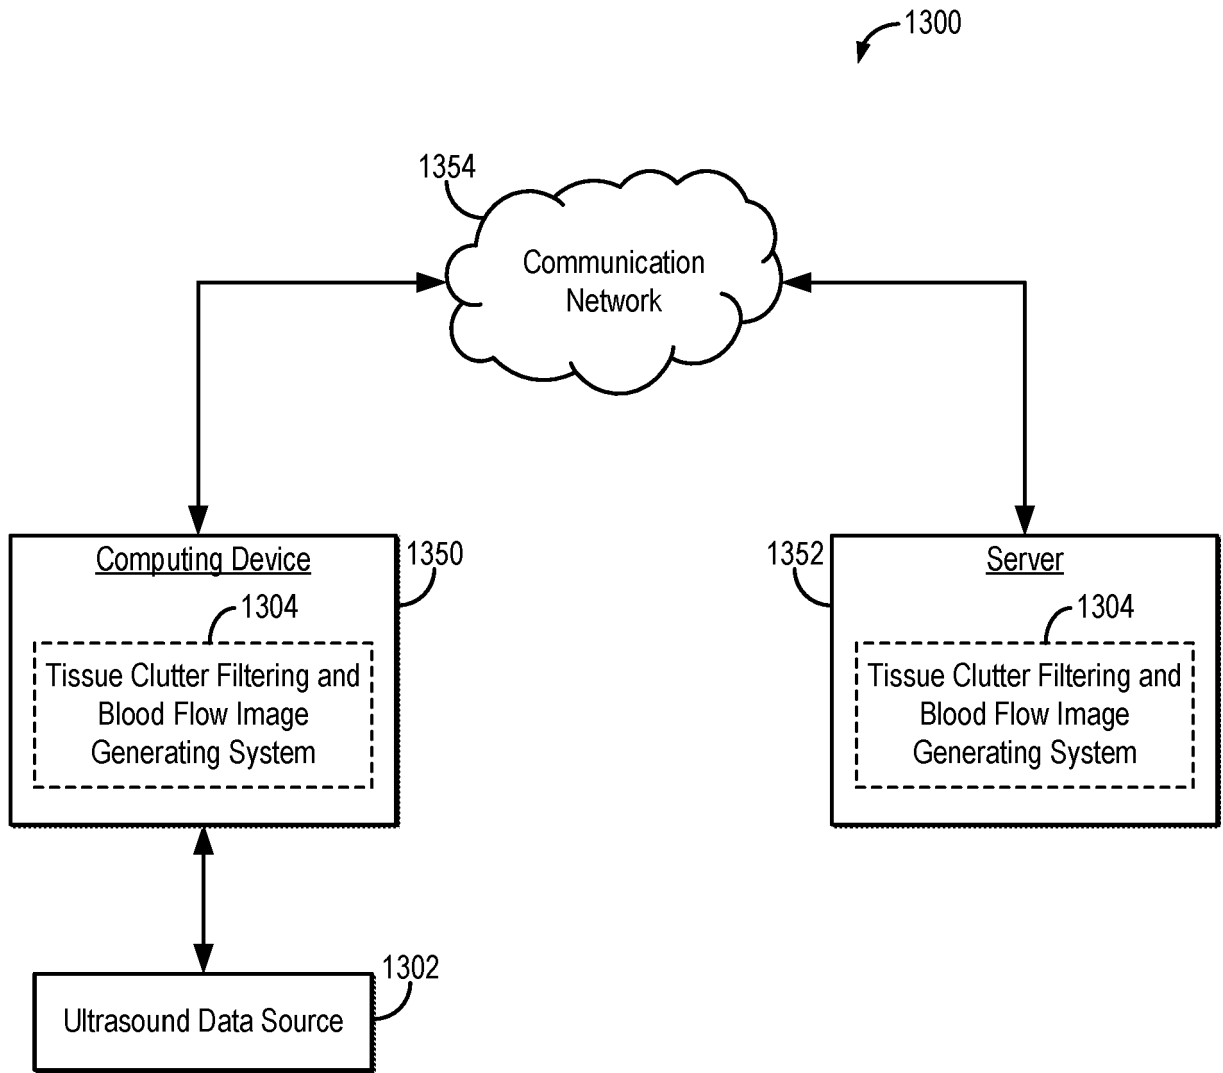 1300
1354
Communication
Network
Computing Device
1350
1304
Tissue Clutter Filtering and
Blood Flow Image
Generating System
1352
Server
1304
Tissue Clutter Filtering and
Blood Flow Image
Generating System
1302
Ultrasound Data Source